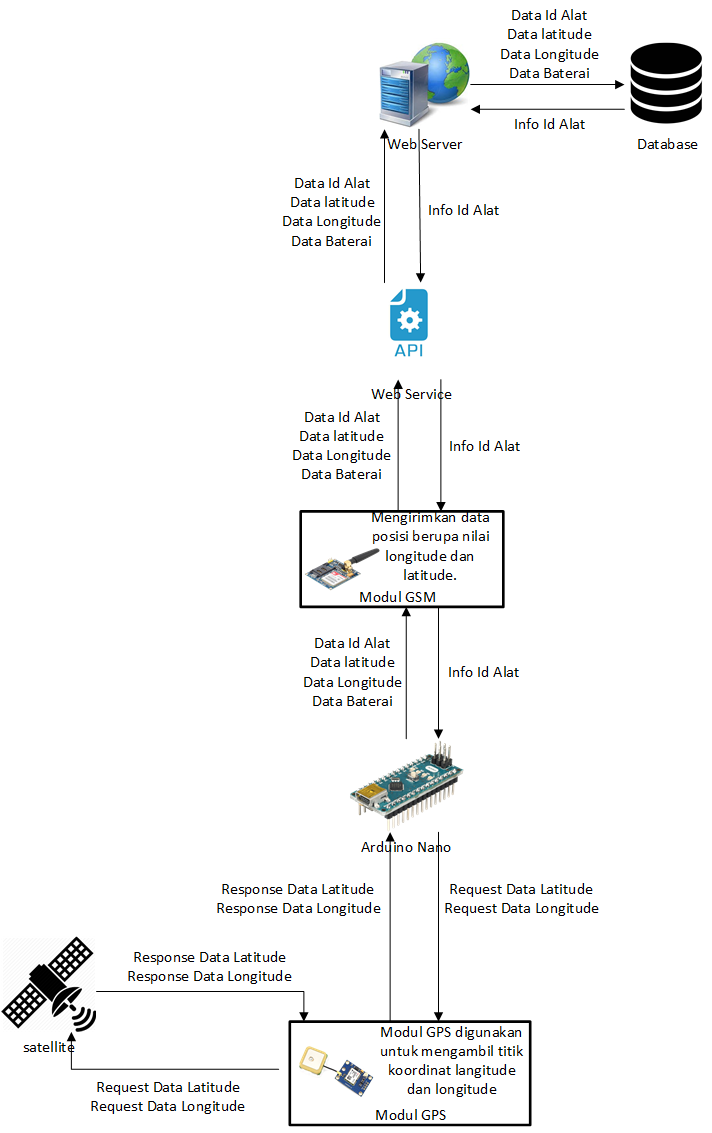 Data Id Alat
Data latitude
Data Longitude
Data Baterai
Info Id Alat
Web Server
Database
Data Id Alat
Data latitude
Data Longitude
Data Baterai
Info Id Alat
API
Web Service
Data Id Alat
Data latitude
Data Longitude
Data Baterai
Info Id Alat
Mengirimkan data
posisi berupa nilai
longitude dan
latitude.
Modul GSM
Data Id Alat
Data latitude
Data Longitude
Data Baterai
Info Id Alat
Arduino Nano
Response Data Latitude
Response Data Longitude
Request Data Latitude
Request Data Longitude
Response Data Latitude
Response Data Longitude
satellite
Request Data Latitude
Request Data Longitude
Modul GPS digunakan
untuk mengambil titik
koordinat langitude
dan longitude
Modul GPS